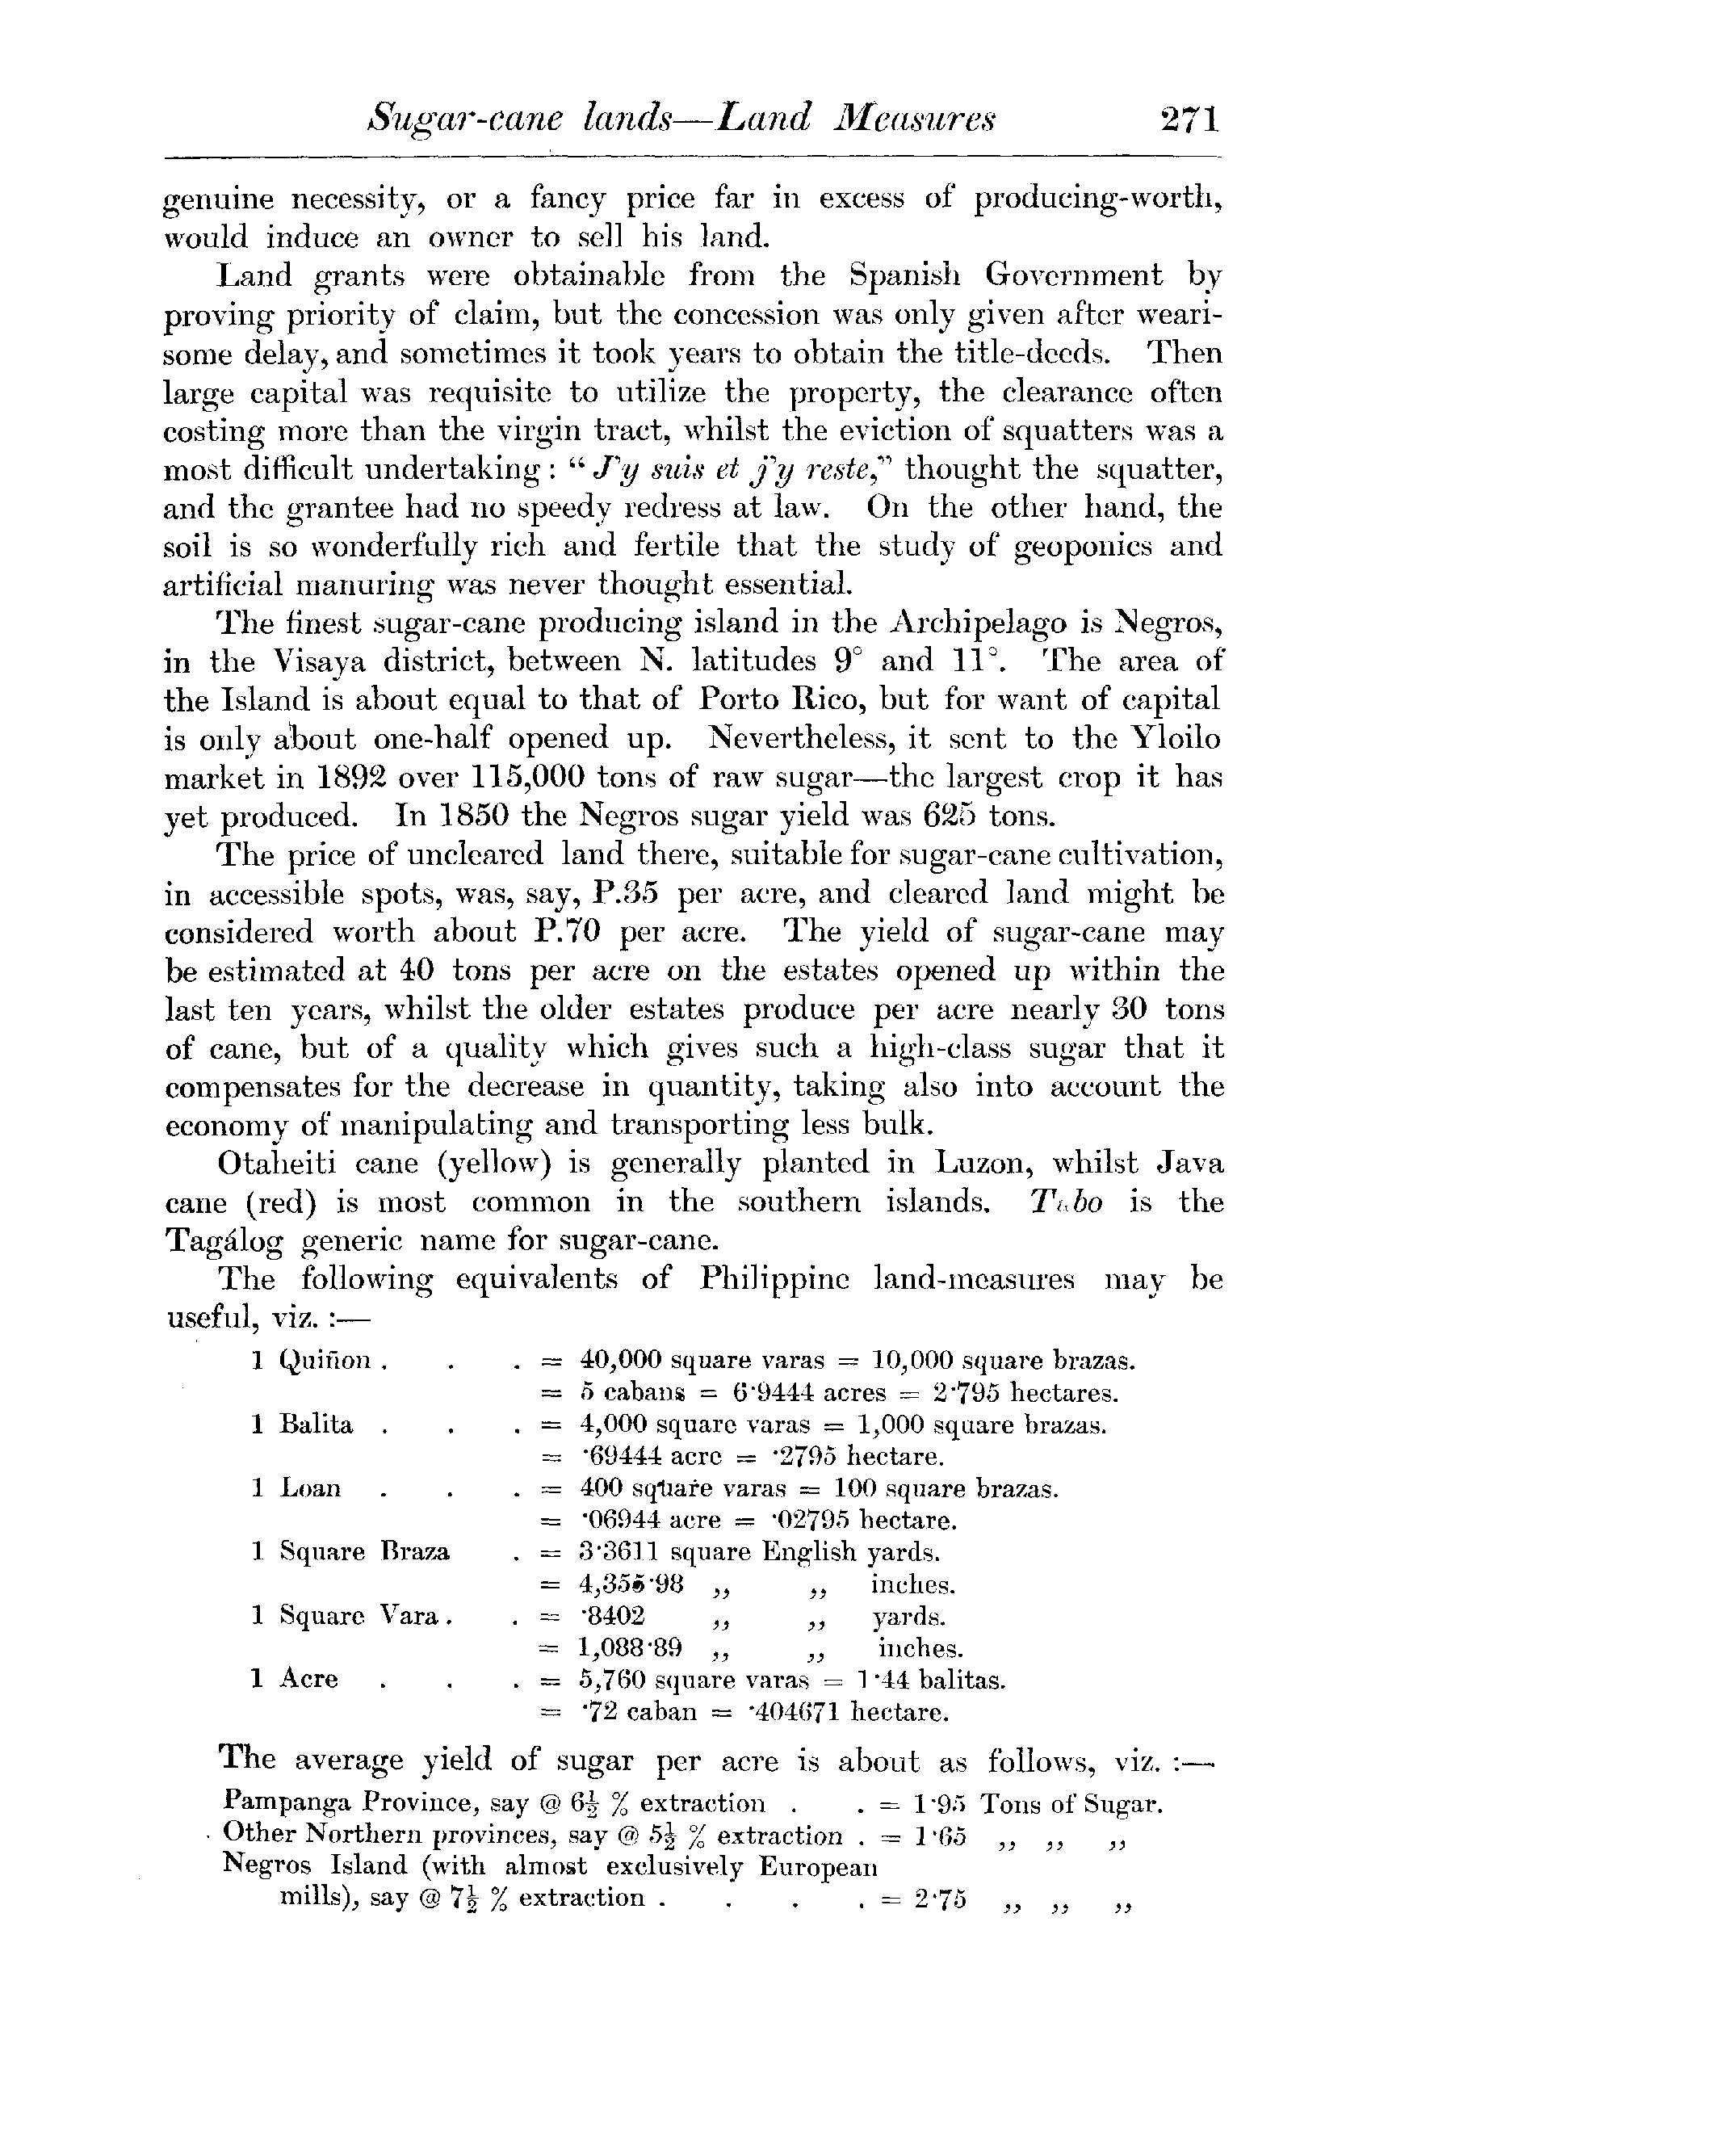 Sugar-cane lands—Land Measures 271
genuine necessity, or a fancy price far in excess of producing-worth,
would induce an owner to sell his land.
Land grants were obtainable from the Spanish Government by
proving priority of claim, but the concession was only given after weari-
some delay, and sometimes it took years to obtain the title-deeds. Then
large capital was requisite to utilize the property, the clearance often
costing more than the virgin tract, whilst the eviction of squatters was a
most difficult undertaking: “J'y suis et j'y reste,” thought the squatter,
and the grantee had no speedy redress at law. On the other hand, the
soil is so wonderfully rich and fertile that the study of geoponics and
artificial manuring was never thought essential.
The finest sugar-cane producing island in the Archipelago is Negros,
in the Visaya district, between N. latitudes 9° and 11°. The area of
the Island is about equal to that of Porto Rico, but for want of capital
is only about one-half opened up. Nevertheless, it sent to the Yloilo
market in 1892 over 115,000 tons of raw sugar—the largest crop it has
yet produced. In 1850 the Negros sugar yield was 625 tons.
The price of uncleared land there, suitable for sugar-cane cultivation,
in accessible spots, was, say, P.35 per acre, and cleared land might be
considered worth about P.70 per acre. The yield of sugar-cane may
be estimated at 40 tons per acre on the estates opened up within the
last ten years, whilst the older estates produce per acre nearly 30 tons
of cane, but of a quality which gives such a high-class sugar that it
compensates for the decrease in quantity, taking also into account the
economy of manipulating and transporting less bulk.
Otaheiti cane (yellow) is generally planted in Luzon, whilst Java
cane (red) is most common in the southern islands. is the
Tagálog generic name for sugar-cane.
The following equivalents of Philippine land-measures may be
useful, viz. :—
1 Quiñon . . . = 40,000 square varas = 10,000 square brazas.
= 5 cabans = 6·9444 acres = 2·795 hectares.
1 Balita . . . = 4,000 square varas = 1,000 square brazas.
= ·69444 acre = ·2795 hectare.
1 Loan . . . = 400 square varas = 100 square brazas.
= ·06944 acre = ·02795 hectare.
1 Square Braza . = 3·3611 square English yards.
= ,, ,, inches.
1 Square Vara . . = ·8402 ,, ,, yards.
= 1,088·89 ,, ,, inches.
1 Acre . . . = 5,760 square varas = 1·44 balitas.
= ·72 caban = ·404671 hectare.
The average yield of sugar per acre is about as follows, viz. :—
Pampanga Province, say @ 6½ % extraction . . = 1·95 Tons of Sugar.
Other Northern provinces, say @ 5½ % extraction . = 1·65 ,, ,, ,,
Negros Island (with almost exclusively European
mills), say @ 7½ % extraction . . . . = 2·75 ,, ,, ,,